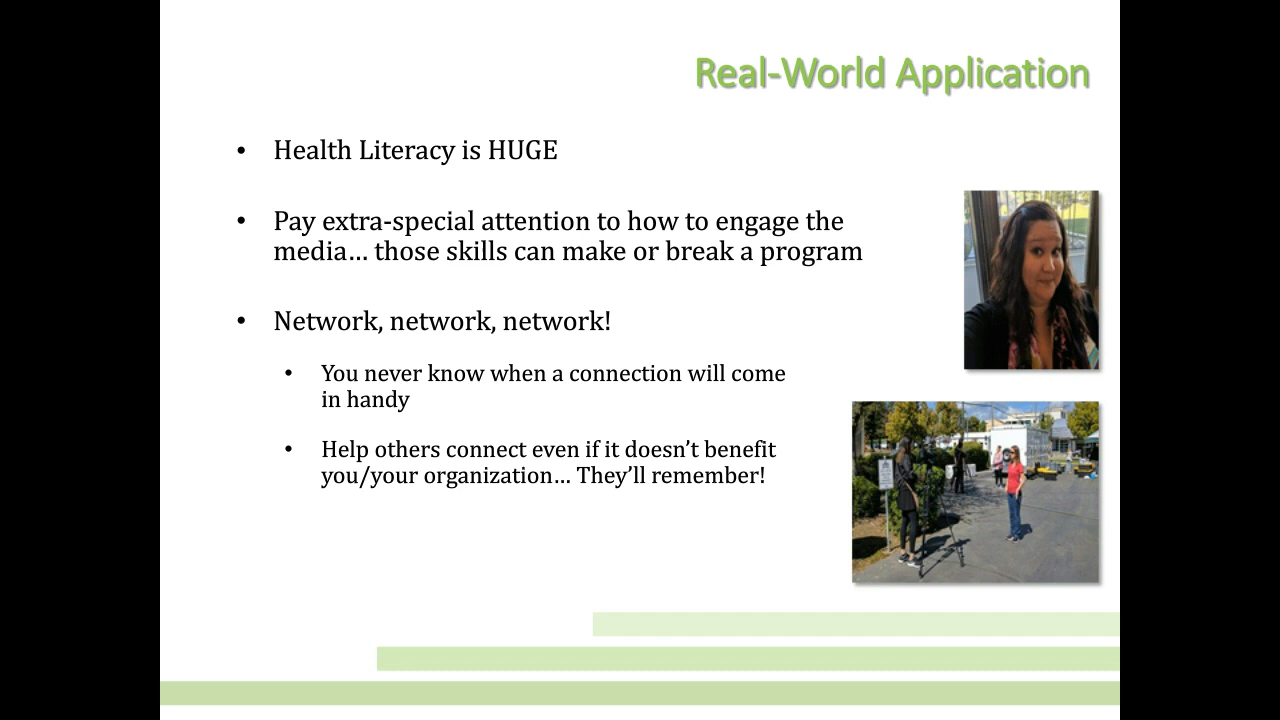 Real-World Application
• Health Literacy is HUGE
• Pay extra-special attention to how to engage the
media… those skills can make or break a program
• Network, network, network!
• You never know when a connection will come
in handy
• Help others connect even if it doesn’t benefit
you/your organization… They’ll remember!